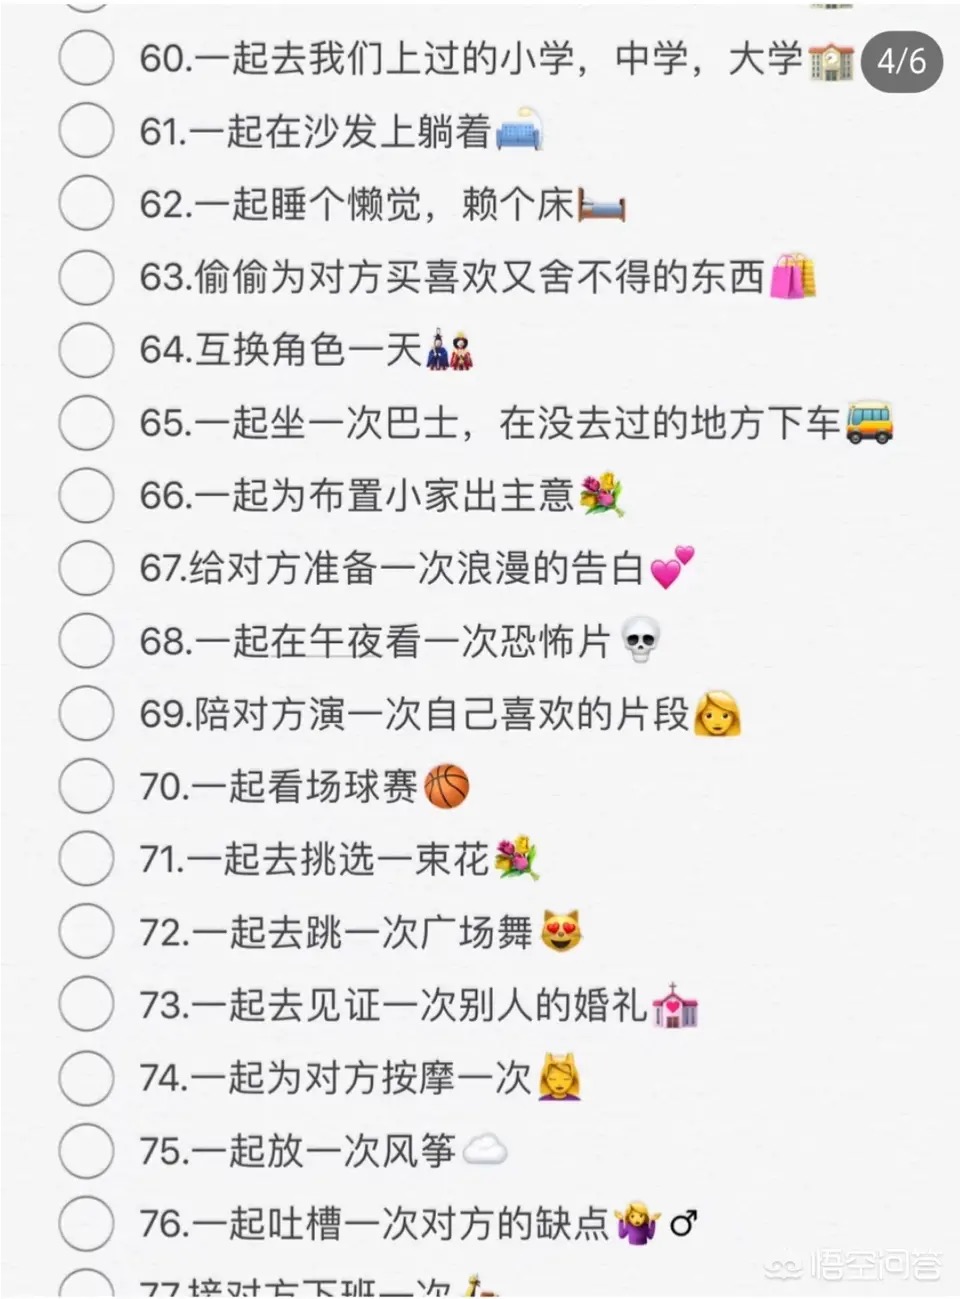 60.一起去我们上过的小学，中学，大学🏫
4/6
61.一起在沙发上躺着🛋
62.一起睡个懒觉，赖个床🛏
63.偷偷为对方买喜欢又舍不得的东西🛍
64.互换角色一天🎎
65.一起坐一次巴士，在没去过的地方下车🚌
66.一起为布置小家出主意💐
67.给对方准备一次浪漫的告白💕
68.一起在午夜看一次恐怖片💀
69.陪对方演一次自己喜欢的片段👩
70.一起看场球赛🏀
71.一起去挑选一束花💐
72.一起去跳一次广场舞😻
73.一起去见证一次别人的婚礼💒
74.一起为对方按摩一次💆
75.一起放一次风筝☁️
76.一起吐槽一次对方的缺点🤷♂
77.接对方下班一次
悟空问答